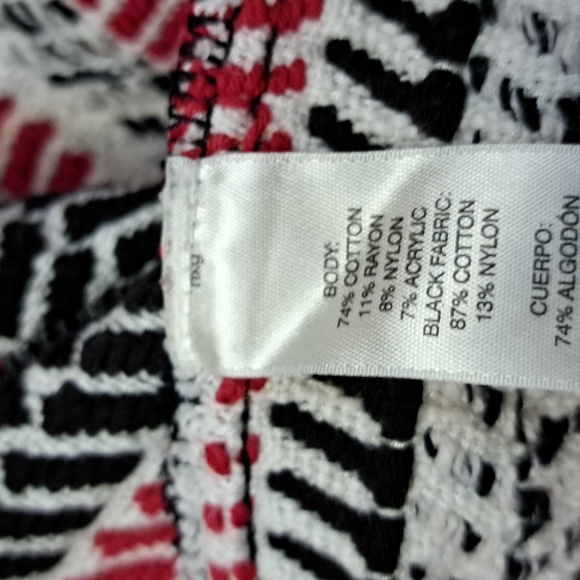 BODY:
74% COTTON
11% RAYON
8% NYLON
7% ACRYLIC
BLACK FABRIC:
87% COTTON
13% NYLON
CUERPO:
74% ALGODÓN